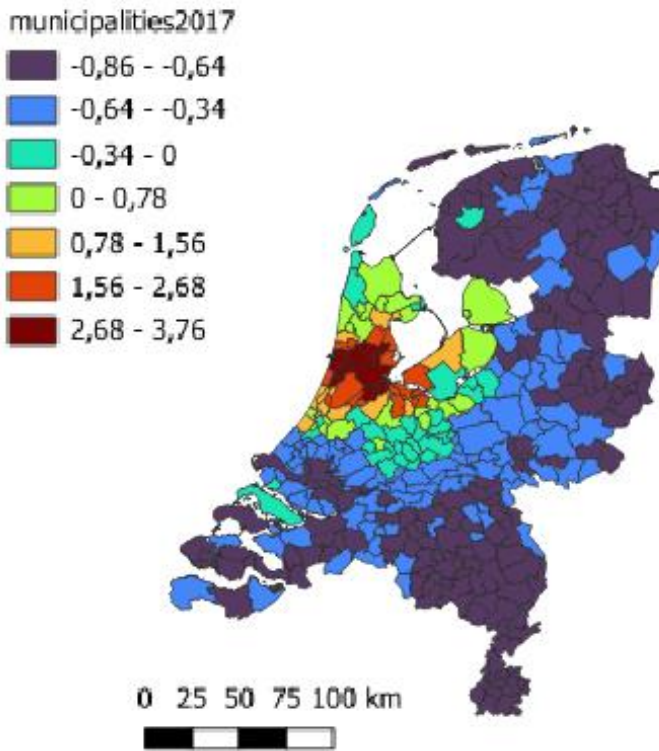 municipalities2017
-0,86 - -0,64
-0,64 - -0,34
-0,34 - 0
0 - 0,78
0,78 - 1,56
1,56 - 2,68
2,68 - 3,76
0 25 50 75 100 km